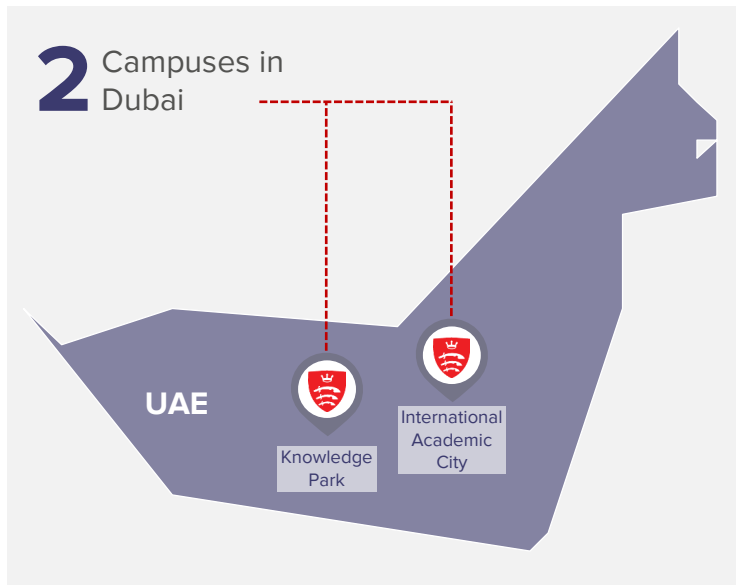 2 Campuses in
Dubai
UAE
Knowledge
Park
International
Academic
City